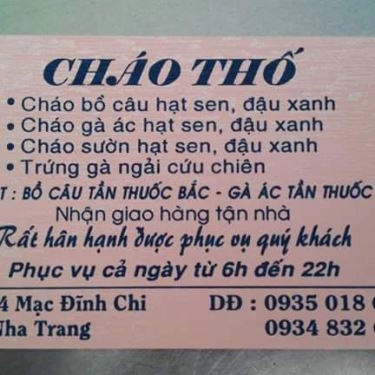 CHÁO THỐ
• Cháo bồ câu hạt sen, đậu xanh
• Cháo gà ác hạt sen, đậu xanh
• Cháo sườn hạt sen, đậu xanh
• Trứng gà ngải cứu chiên
T : BỒ CÂU TẦN THUỐC BẮC - GÀ ÁC TẦN THUỐC
Nhận giao hàng tận nhà
Rất hân hạnh được phục vụ quý khách
Phục vụ cả ngày từ 6h đến 22h
4 Mạc Đĩnh Chi DĐ : 0935 018
Nha Trang 0934 832